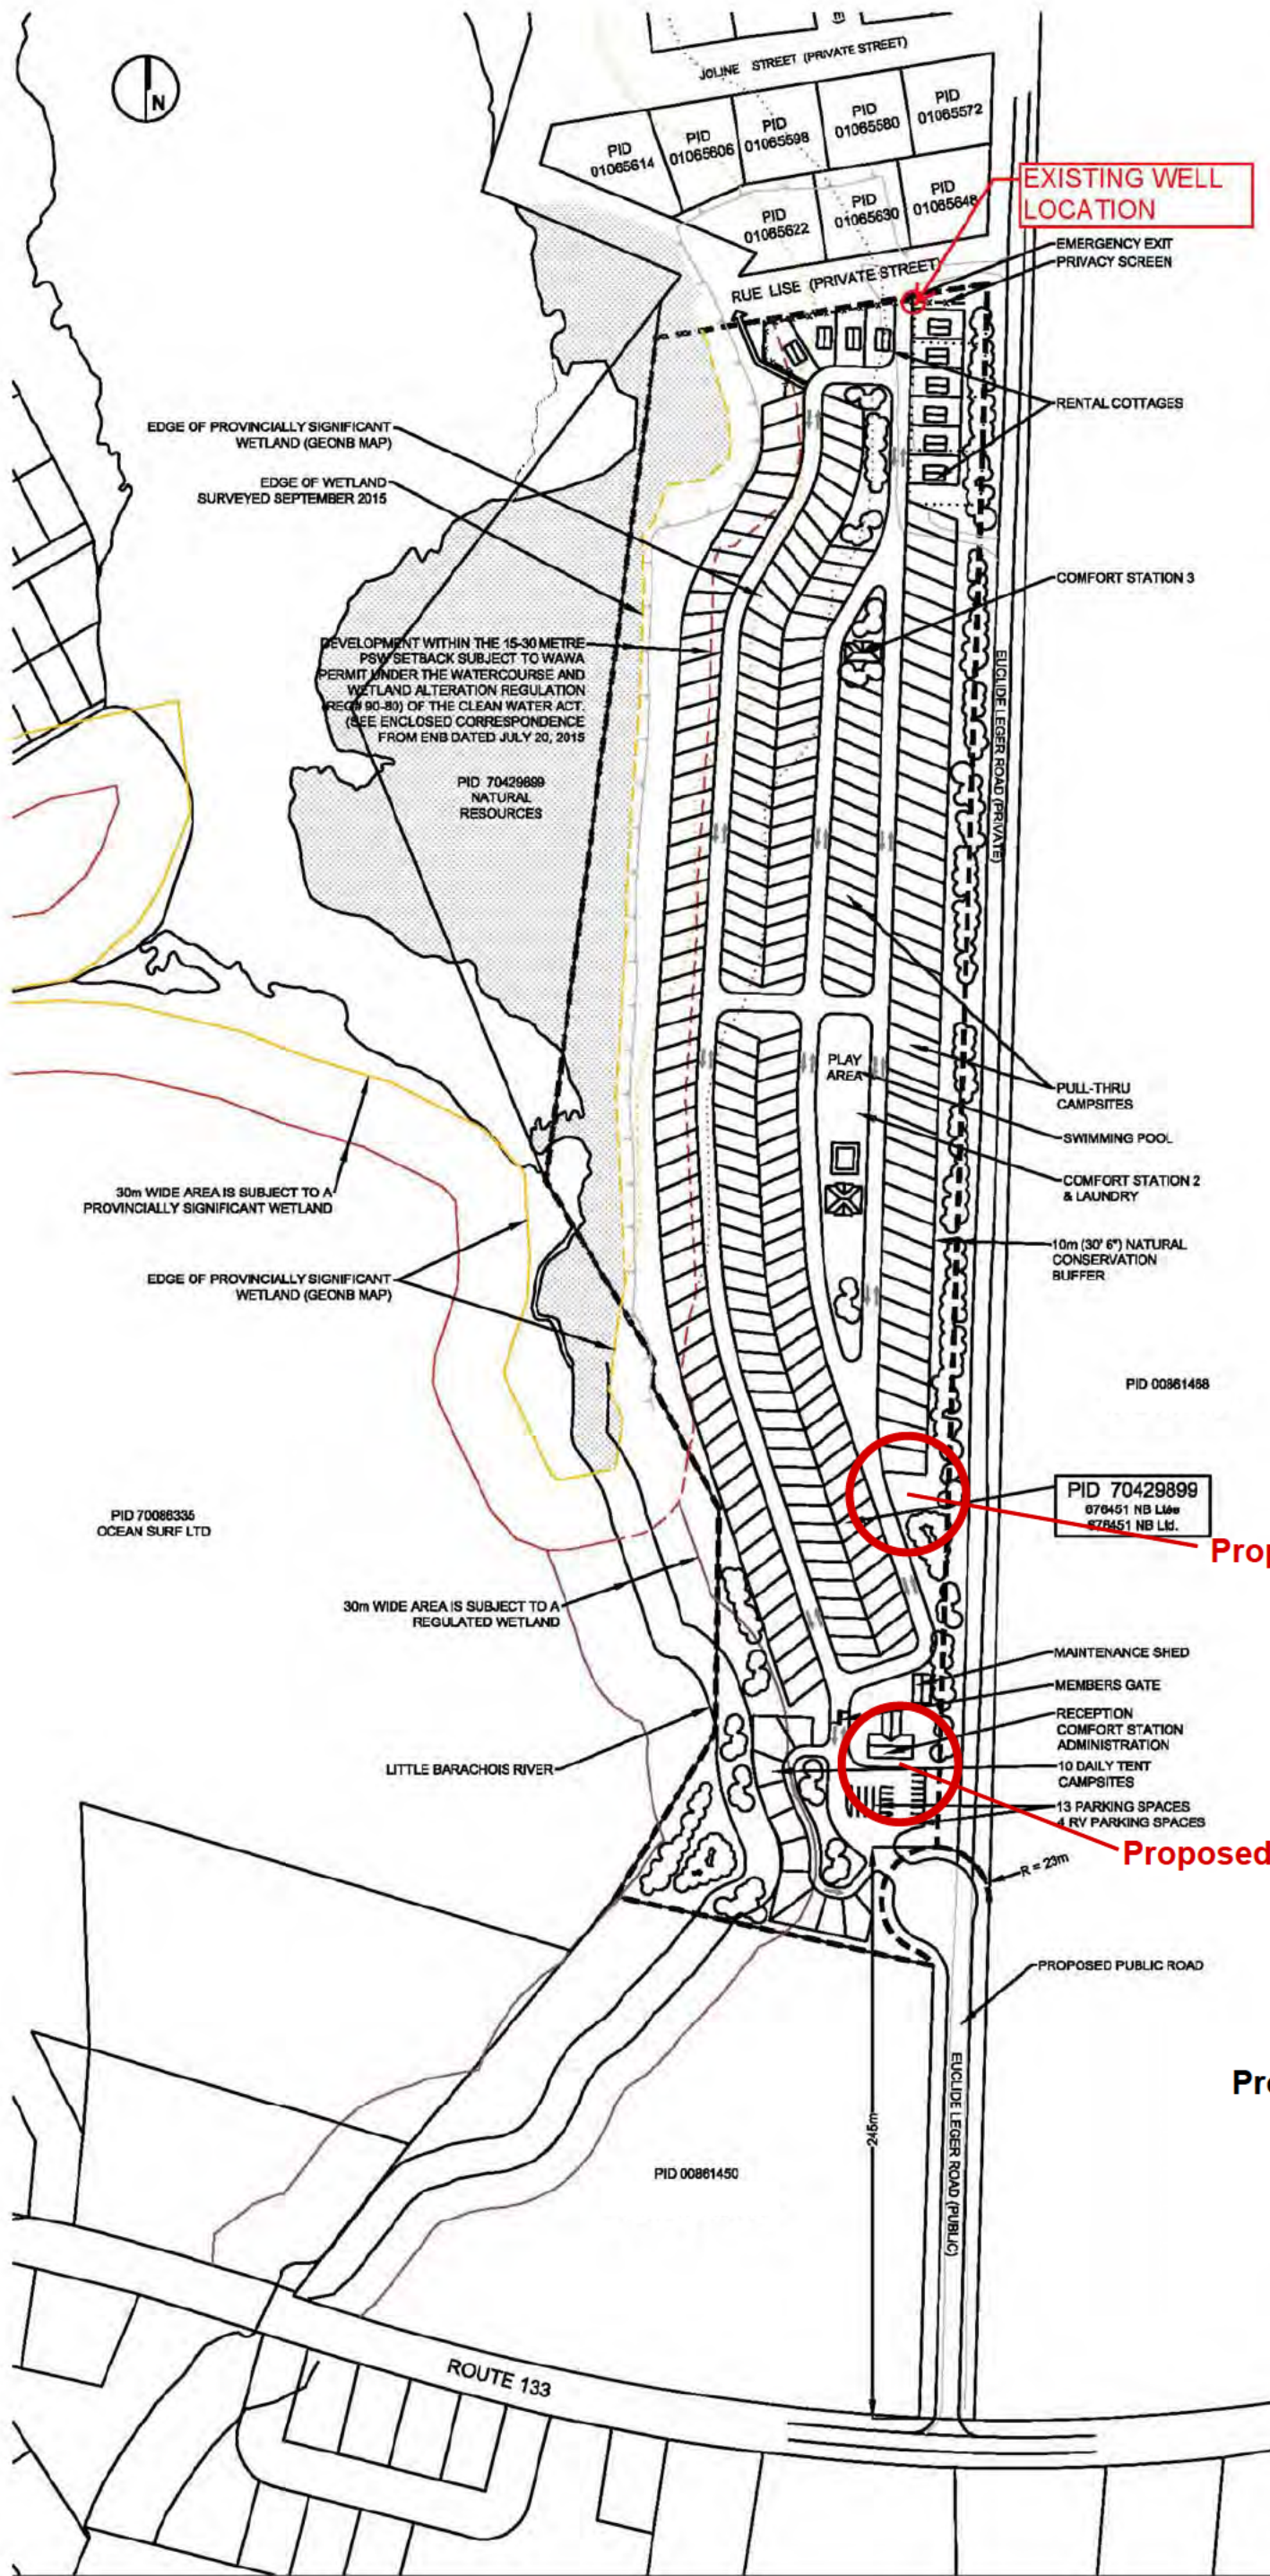 N
JOLINE STREET (PRIVATE STREET)
PID
01065614
PID
01065606
PID
01065598
PID
01065580
PID
01065572
PID
01065622
PID
01065630
PID
01065648
EXISTING WELL
LOCATION
EMERGENCY EXIT
PRIVACY SCREEN
RUE LISE (PRIVATE STREET)
RENTAL COTTAGES
EDGE OF PROVINCIALLY SIGNIFICANT
WETLAND (GEONB MAP)
EDGE OF WETLAND
SURVEYED SEPTEMBER 2015
COMFORT STATION 3
DEVELOPMENT WITHIN THE 15-30 METRE
PSW SETBACK SUBJECT TO WAWA
PERMIT UNDER THE WATERCOURSE AND
WETLAND ALTERATION REGULATION
(REG# 90-80) OF THE CLEAN WATER ACT.
(SEE ENCLOSED CORRESPONDENCE
FROM ENB DATED JULY 20, 2015
EUCLIDE LEGER ROAD (PRIVATE)
PID 70429899
NATURAL
RESOURCES
PLAY
AREA
PULL-THRU
CAMPSITES
SWIMMING POOL
COMFORT STATION 2
& LAUNDRY
30m WIDE AREA IS SUBJECT TO A
PROVINCIALLY SIGNIFICANT WETLAND
10m (30' 6") NATURAL
CONSERVATION
BUFFER
EDGE OF PROVINCIALLY SIGNIFICANT
WETLAND (GEONB MAP)
PID 00861468
PID 70429899
676451 NB Ltée
676451 NB Ltd.
PID 70086335
OCEAN SURF LTD
Prop
30m WIDE AREA IS SUBJECT TO A
REGULATED WETLAND
MAINTENANCE SHED
MEMBERS GATE
RECEPTION
COMFORT STATION
ADMINISTRATION
LITTLE BARACHOIS RIVER
10 DAILY TENT
CAMPSITES
13 PARKING SPACES
4 RV PARKING SPACES
Proposed
R = 23m
PROPOSED PUBLIC ROAD
245m
EUCLIDE LEGER ROAD (PUBLIC)
PID 00861450
ROUTE 133